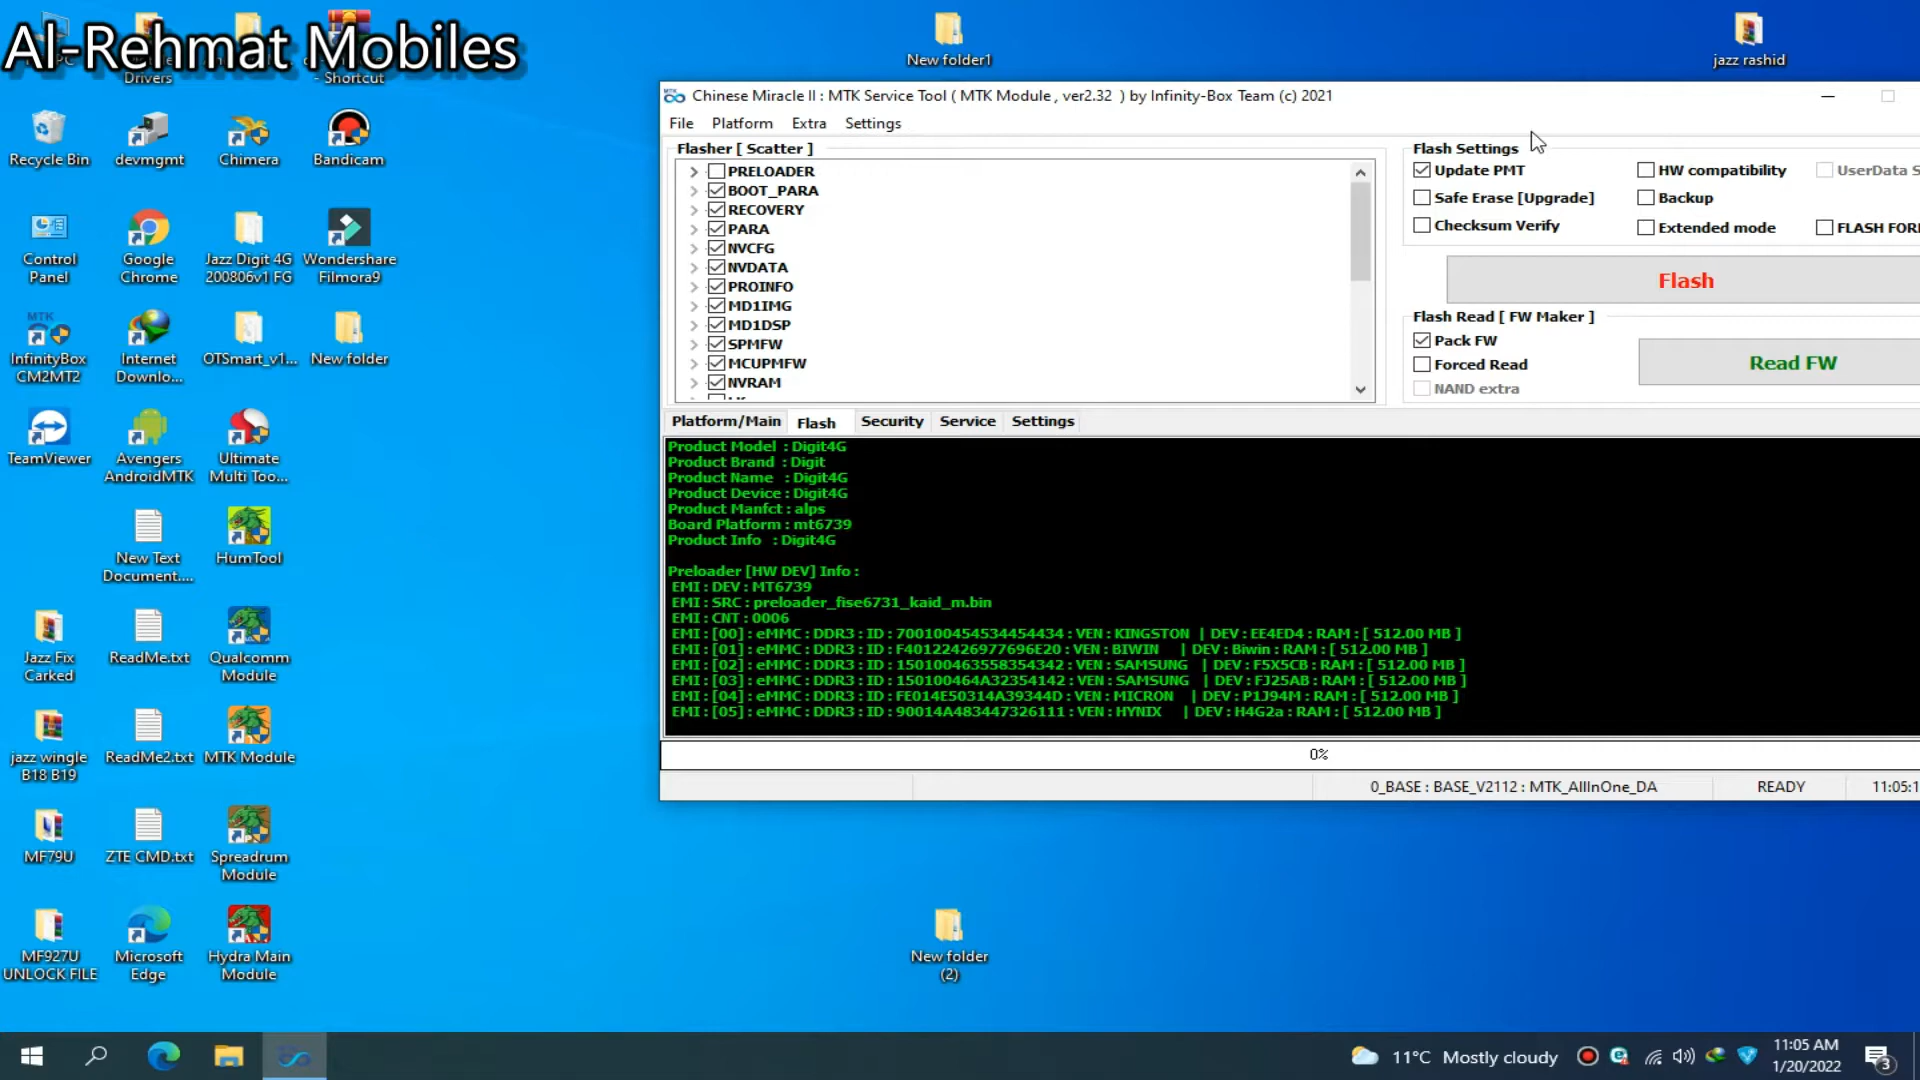 Al-Rehmat Mobiles
Drivers
- Shortcut
New folder1
jazz rashid
Recycle Bin
devmgmt
Chimera
Bandicam
Control
Panel
Google
Chrome
Jazz Digit 4G
200806v1 FG
Wondershare
Filmora9
InfinityBox
CM2MT2
Internet
Downlo...
OTSmart_v1...
New folder
TeamViewer
Avengers
AndroidMTK
Ultimate
Multi Too...
New Text
Document....
HumTool
Jazz Fix
Carked
ReadMe.txt
Qualcomm
Module
jazz wingle
B18 B19
ReadMe2.txt
MTK Module
MF79U
ZTE CMD.txt
Spreadrum
Module
MF927U
UNLOCK FILE
Microsoft
Edge
Hydra Main
Module
New folder
(2)
Chinese Miracle II : MTK Service Tool ( MTK Module , ver2.32 ) by Infinity-Box Team (c) 2021
File Platform Extra Settings
Flasher [ Scatter ]
PRELOADER
BOOT_PARA
RECOVERY
PARA
NVCFG
NVDATA
PROINFO
MD1IMG
MD1DSP
SPMFW
MCUPMFW
NVRAM
Flash Settings
Update PMT HW compatibility UserData S
Safe Erase [Upgrade] Backup
Checksum Verify Extended mode FLASH FOR
Flash
Flash Read [ FW Maker ]
Pack FW
Forced Read
NAND extra
Read FW
Platform/Main Flash Security Service Settings
Product Model : Digit4G
Product Brand : Digit
Product Name : Digit4G
Product Device : Digit4G
Product Manfct : alps
Board Platform : mt6739
Product Info : Digit4G
Preloader [HW DEV] Info :
EMI : DEV : MT6739
EMI : SRC : preloader_fise6731_kaid_m.bin
EMI : CNT : 0006
EMI : [00] : eMMC : DDR3 : ID : 700100454534454434 : VEN : KINGSTON | DEV : EE4ED4 : RAM : [ 512.00 MB ]
EMI : [01] : eMMC : DDR3 : ID : F40122426977696E20 : VEN : BIWIN | DEV : Biwin : RAM : [ 512.00 MB ]
EMI : [02] : eMMC : DDR3 : ID : 150100463558354342 : VEN : SAMSUNG | DEV : F5X5CB : RAM : [ 512.00 MB ]
EMI : [03] : eMMC : DDR3 : ID : 150100464A32354142 : VEN : SAMSUNG | DEV : FJ25AB : RAM : [ 512.00 MB ]
EMI : [04] : eMMC : DDR3 : ID : FE014E50314A39344D : VEN : MICRON | DEV : P1J94M : RAM : [ 512.00 MB ]
EMI : [05] : eMMC : DDR3 : ID : 90014A483447326111 : VEN : HYNIX | DEV : H4G2a : RAM : [ 512.00 MB ]
0%
0_BASE : BASE_V2112 : MTK_AllInOne_DA READY 11:05:1
11°C Mostly cloudy
11:05 AM
1/20/2022
3